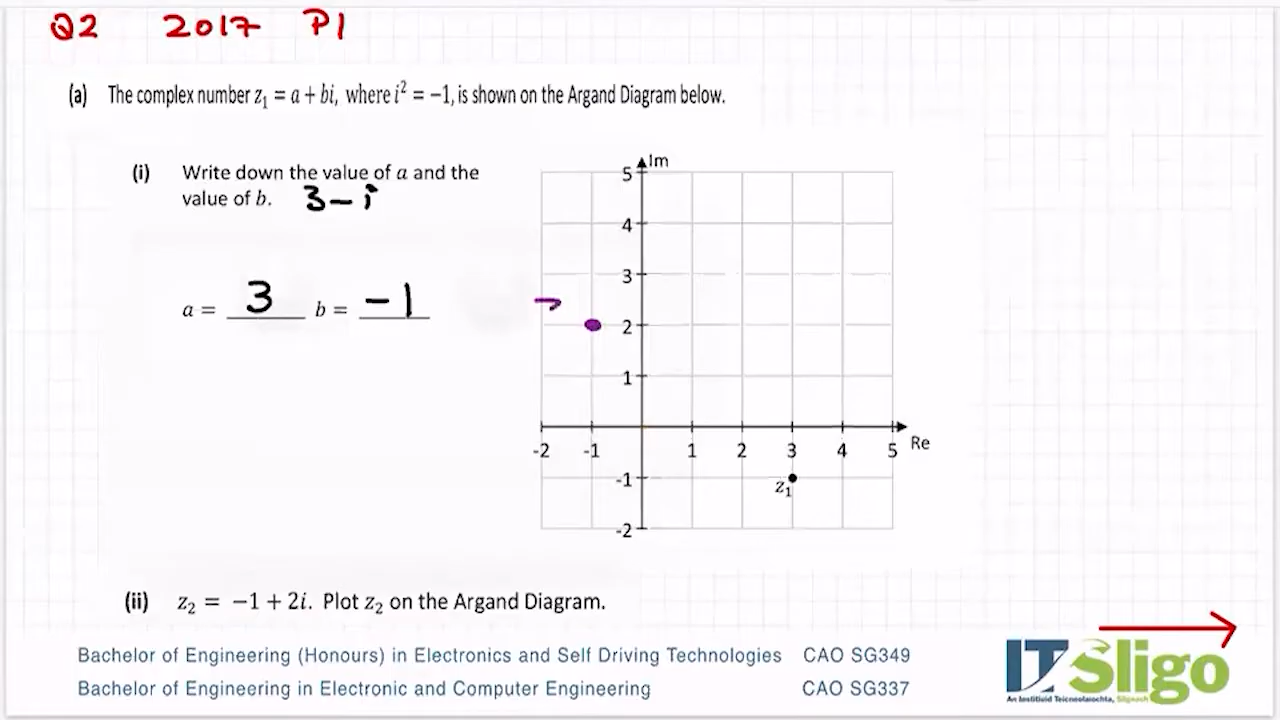 Q2 2017 P1
(a) The complex number z₁ = a + bi, where i² = −1, is shown on the Argand Diagram below.
(i) Write down the value of a and the
value of b. 3 − i
a = 3 b = −1
Im
5
4
3
2
1
-2 -1 1 2 3 4 5 Re
-1
z₁
-2
(ii) z₂ = −1 + 2i. Plot z₂ on the Argand Diagram.
Bachelor of Engineering (Honours) in Electronics and Self Driving Technologies CAO SG349
Bachelor of Engineering in Electronic and Computer Engineering CAO SG337
IT Sligo
An Institiúid Teicneolaíochta, Sligeach